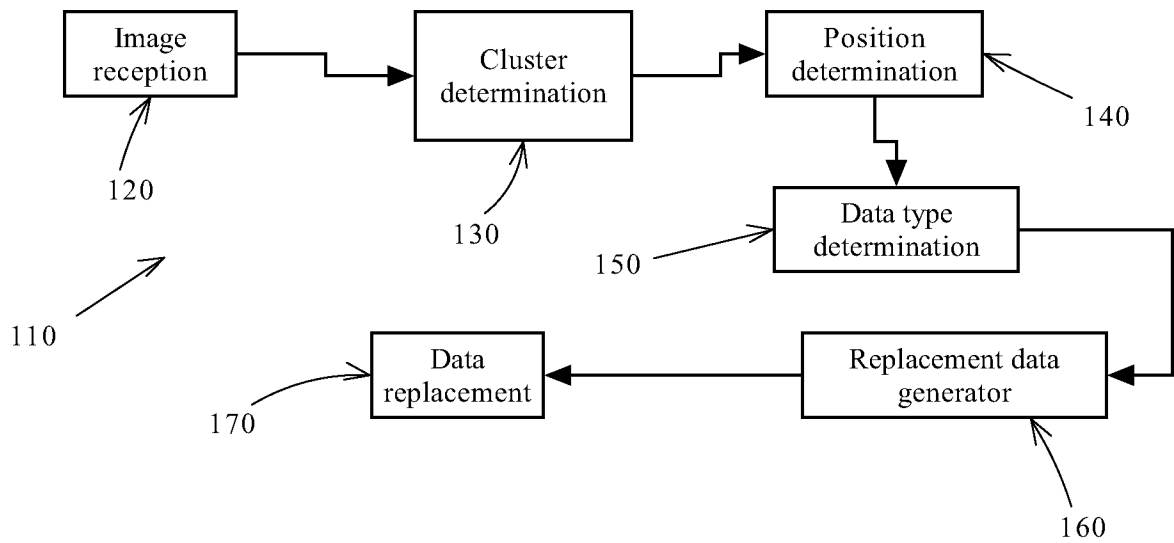 Image
reception
120
Cluster
determination
130
Position
determination
140
Data type
determination
150
110
Replacement data
generator
160
Data
replacement
170